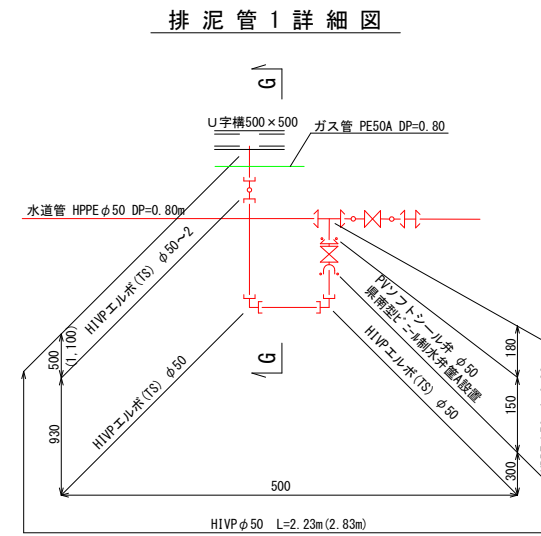 排泥管1詳細図
G
U字構500×500
ガス管 PE50A DP=0.80
水道管 HPPEφ50 DP=0.80m
HIVPエルボ(TS) φ50~2
PVソフトシール弁 φ50
県南型ビニール制水弁筐A設置
HIVPエルボ(TS) φ50
HIVPエルボ(TS) φ50
G
500
(1,100)
930
180
150
300
500
HIVPφ50 L=2.23m(2.83m)